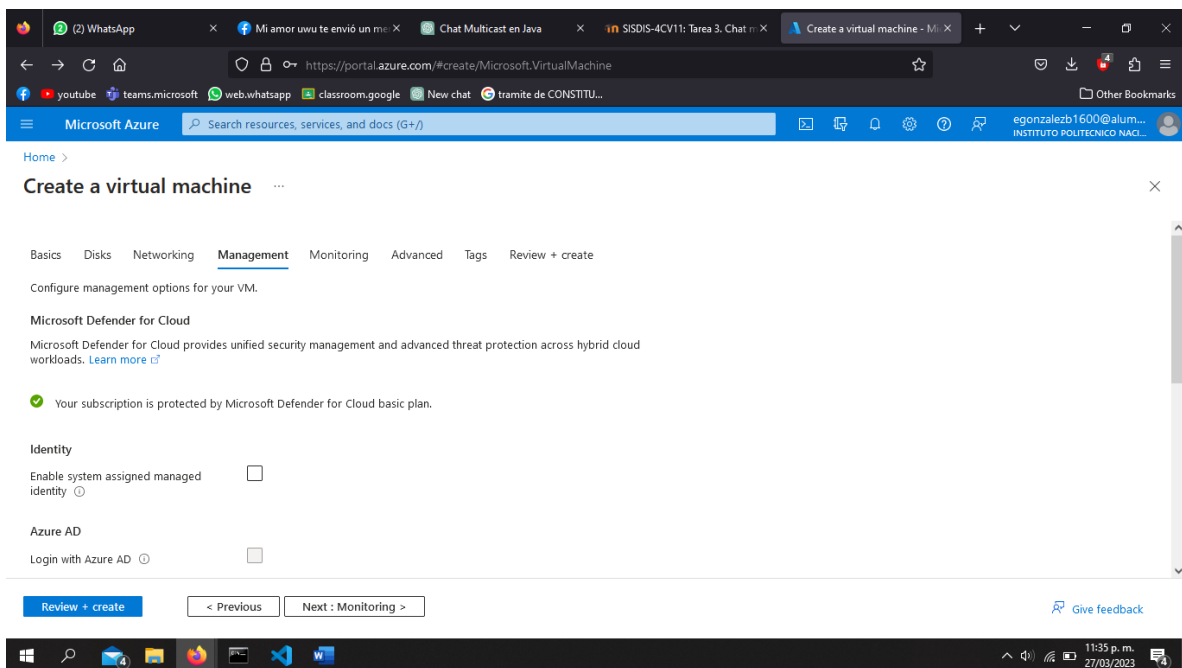 (2) WhatsApp
Mi amor uwu te envió un me
Chat Multicast en Java
SISDIS-4CV11: Tarea 3. Chat m
Create a virtual machine - Mi
https://portal.azure.com/#create/Microsoft.VirtualMachine
4
youtube
teams.microsoft
web.whatsapp
classroom.google
New chat
tramite de CONSTITU...
Other Bookmarks
Microsoft Azure
Search resources, services, and docs (G+/)
egonzalezb1600@alum...
INSTITUTO POLITECNICO NACI...
Home >
Create a virtual machine ...
Basics
Disks
Networking
Management
Monitoring
Advanced
Tags
Review + create
Configure management options for your VM.
Microsoft Defender for Cloud
Microsoft Defender for Cloud provides unified security management and advanced threat protection across hybrid cloud
workloads. Learn more
Your subscription is protected by Microsoft Defender for Cloud basic plan.
Identity
Enable system assigned managed
identity
Azure AD
Login with Azure AD
Review + create
< Previous
Next : Monitoring >
Give feedback
4
11:35 p. m.
27/03/2023
4